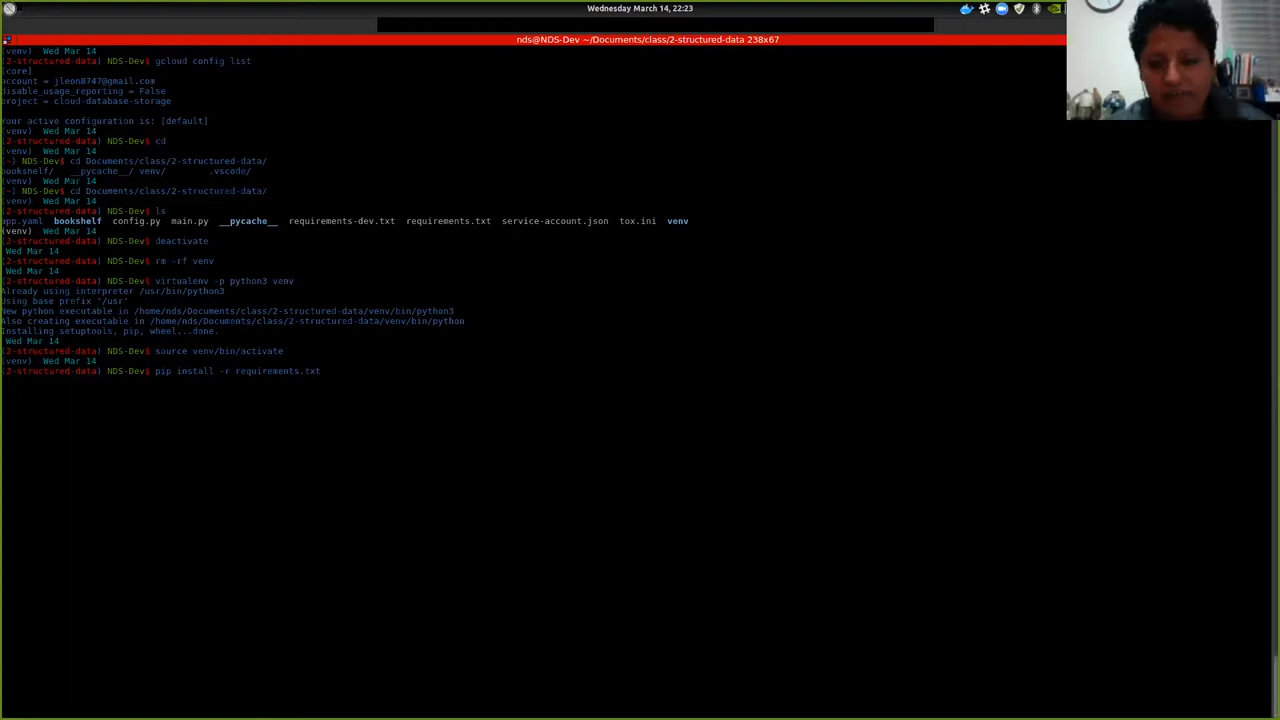 Wednesday March 14, 22:23
nds@NDS-Dev ~/Documents/class/2-structured-data 238x67
(venv) Wed Mar 14
(2-structured-data) NDS-Dev$ gcloud config list
[core]
account = jleon8747@gmail.com
disable_usage_reporting = False
project = cloud-database-storage
Your active configuration is: [default]
(venv) Wed Mar 14
(2-structured-data) NDS-Dev$ cd
(venv) Wed Mar 14
(~) NDS-Dev$ cd Documents/class/2-structured-data/
bookshelf/ __pycache__/ venv/ .vscode/
(venv) Wed Mar 14
(~) NDS-Dev$ cd Documents/class/2-structured-data/
(venv) Wed Mar 14
(2-structured-data) NDS-Dev$ ls
app.yaml bookshelf config.py main.py __pycache__ requirements-dev.txt requirements.txt service-account.json tox.ini venv
(venv) Wed Mar 14
(2-structured-data) NDS-Dev$ deactivate
Wed Mar 14
(2-structured-data) NDS-Dev$ rm -rf venv
Wed Mar 14
(2-structured-data) NDS-Dev$ virtualenv -p python3 venv
Already using interpreter /usr/bin/python3
Using base prefix '/usr'
New python executable in /home/nds/Documents/class/2-structured-data/venv/bin/python3
Also creating executable in /home/nds/Documents/class/2-structured-data/venv/bin/python
Installing setuptools, pip, wheel...done.
Wed Mar 14
(2-structured-data) NDS-Dev$ source venv/bin/activate
(venv) Wed Mar 14
(2-structured-data) NDS-Dev$ pip install -r requirements.txt